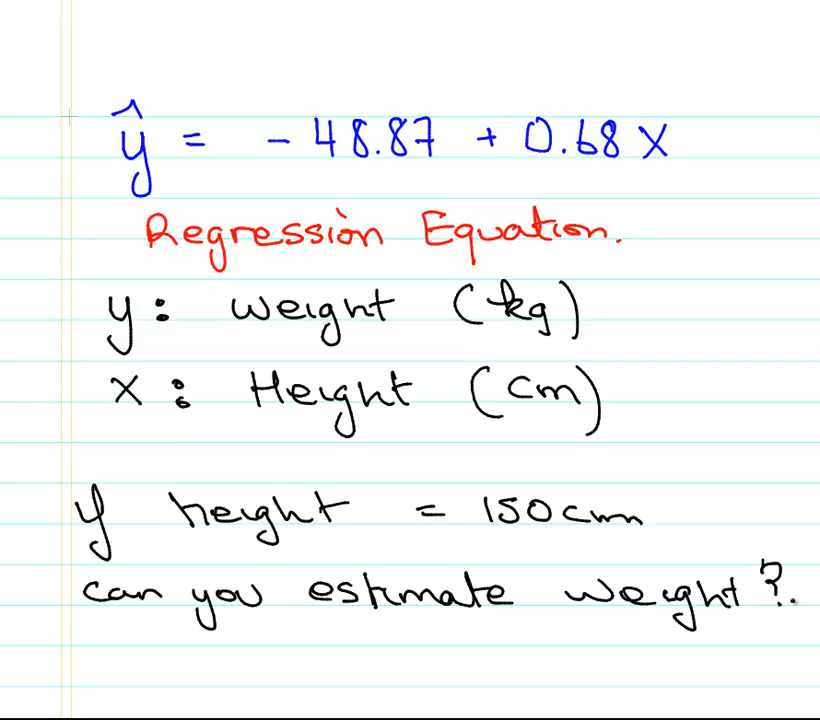 ŷ = - 48.87 + 0.68 x
Regression Equation.
y: weight (kg)
x: Height (cm)
If height = 150cm
can you estimate weight?.